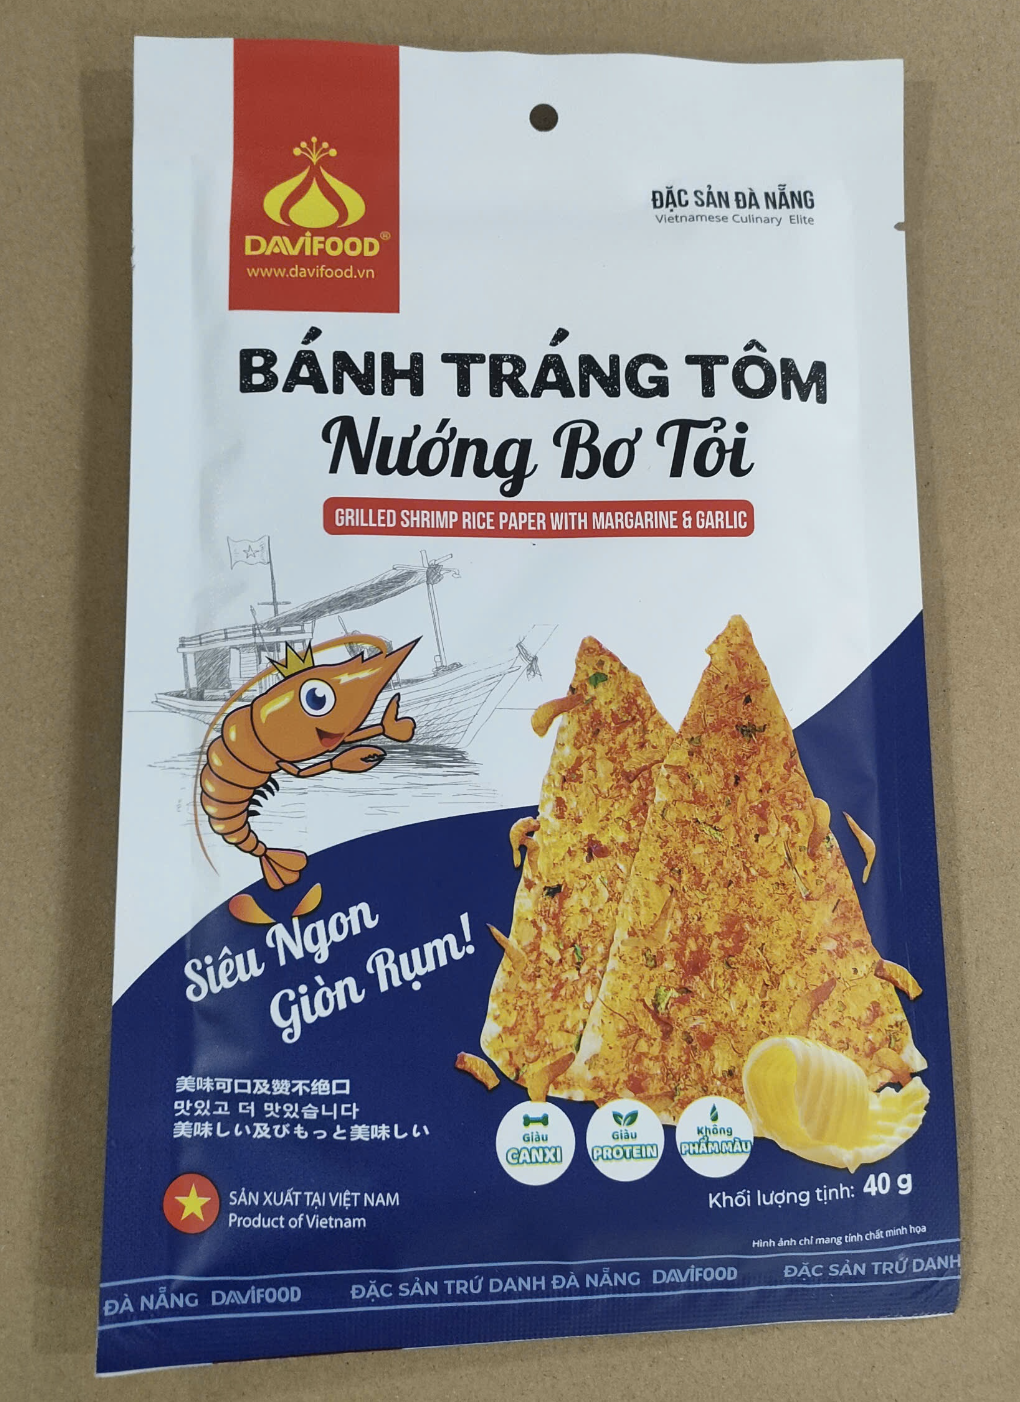 DAVIFOOD®
www.davifood.vn
ĐẶC SẢN ĐÀ NẴNG
Vietnamese Culinary Elite
BÁNH TRÁNG TÔM
Nướng Bơ Tỏi
GRILLED SHRIMP RICE PAPER WITH MARGARINE & GARLIC
Siêu Ngon
Giòn Rụm!
美味可口及赞不绝口
맛있고 더 맛있습니다
美味しい及びもっと美味しい
Giàu
CANXI
Giàu
PROTEIN
Không
PHẨM MÀU
SẢN XUẤT TẠI VIỆT NAM
Product of Vietnam
Khối lượng tịnh: 40 g
Hình ảnh chỉ mang tính chất minh họa
ĐÀ NẴNG DAVIFOOD ĐẶC SẢN TRỨ DANH ĐÀ NẴNG DAVIFOOD ĐẶC SẢN TRỨ DANH